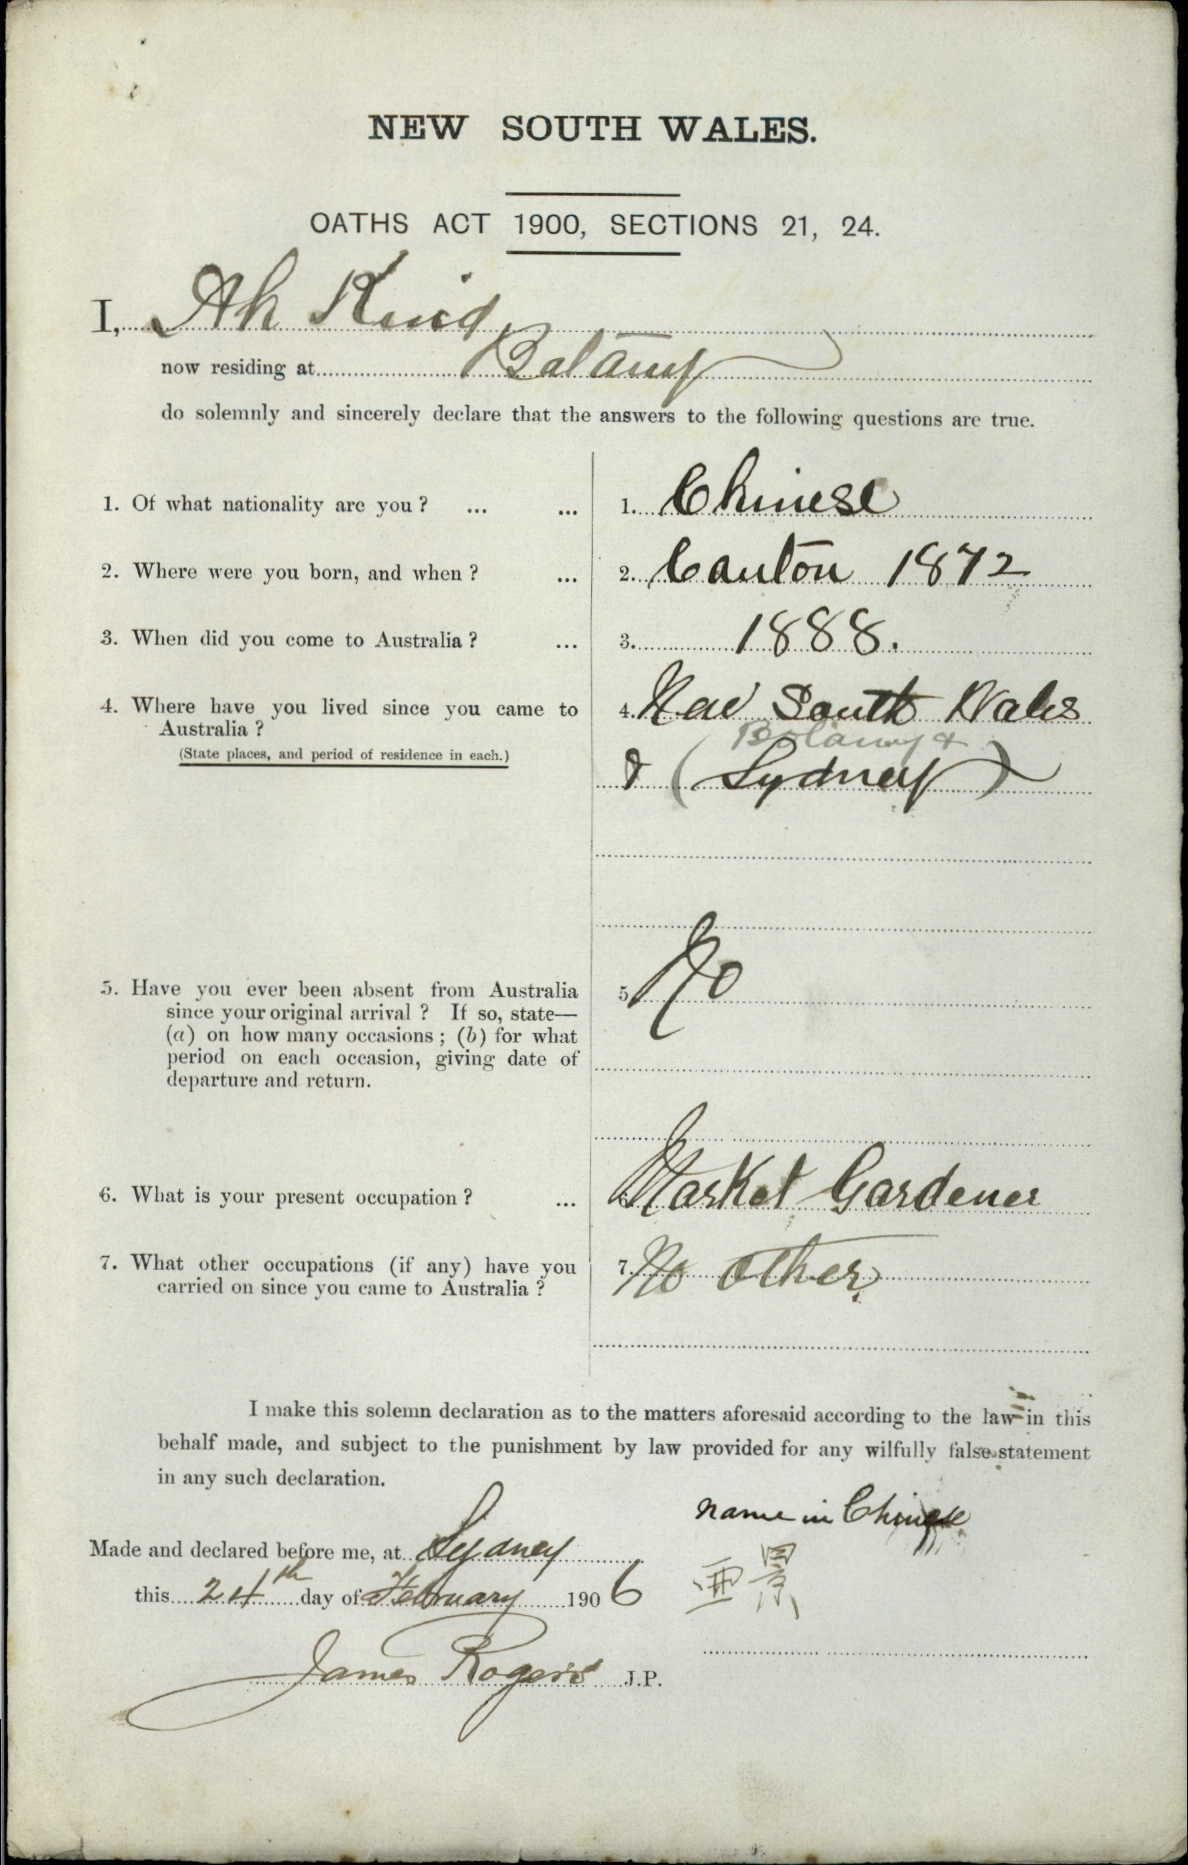 NEW SOUTH WALES.
OATHS ACT 1900, SECTIONS 21, 24.
I, Ah King
now residing at Botany
do solemnly and sincerely declare that the answers to the following questions are true.
1. Of what nationality are you ? ... ... 1. Chinese
2. Where were you born, and when ? ... 2. Canton 1872
3. When did you come to Australia ? ... 3. 1888.
4. Where have you lived since you came to 4. New South Wales
Australia ? Botany &
(State places, and period of residence in each.) (Sydney)
5. Have you ever been absent from Australia 5. No
since your original arrival ? If so, state—
(a) on how many occasions ; (b) for what
period on each occasion, giving date of
departure and return.
6. What is your present occupation ? ... 6. Market Gardener
7. What other occupations (if any) have you 7. No other
carried on since you came to Australia ?
I make this solemn declaration as to the matters aforesaid according to the law in this
behalf made, and subject to the punishment by law provided for any wilfully false statement
in any such declaration.
name in Chinese
Made and declared before me, at Sydney
this 24th day of February 1906 亜景
James Rogers J.P.